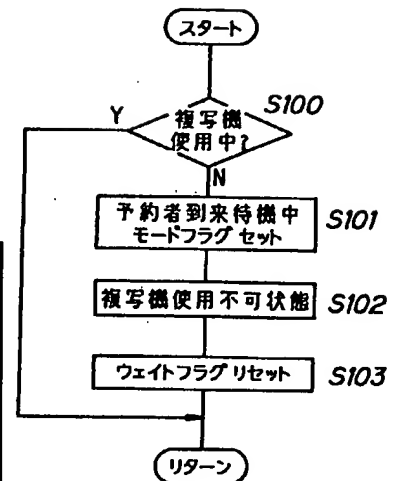 スタート
複写機
使用中?
S100
Y
N
予約者到来待機中
モードフラグセット
S101
複写機使用不可状態
S102
ウェイトフラグリセット
S103
リターン